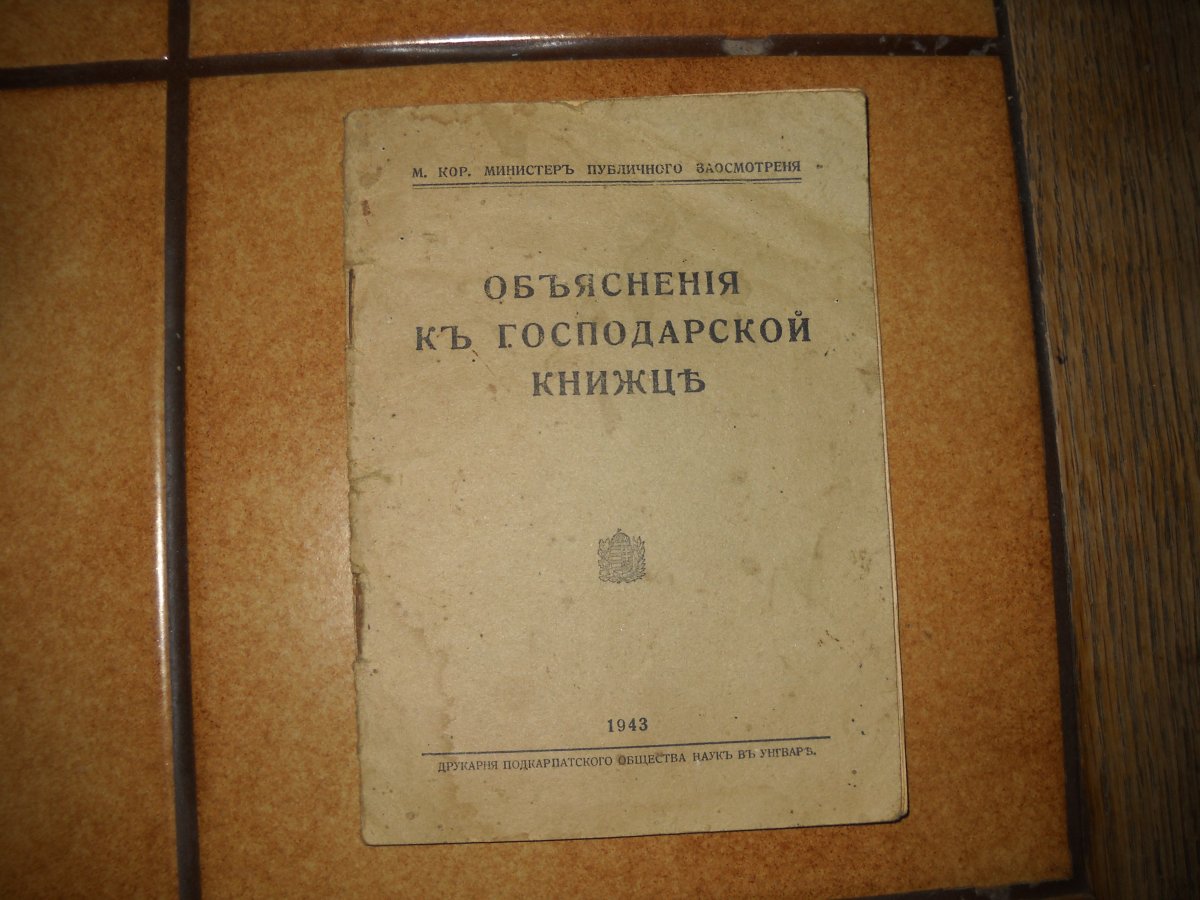 М. КОР. МИНИСТЕРЪ ПУБЛИЧНОГО ЗАОСМОТРЕНЯ
ОБЪЯСНЕНІЯ
КЪ ГОСПОДАРСКОЙ
КНИЖЦѢ
1943
ДРУКАРНЯ ПОДКАРПАТСКОГО ОБЩЕСТВА НАУКЪ ВЪ УНГВАРѢ.